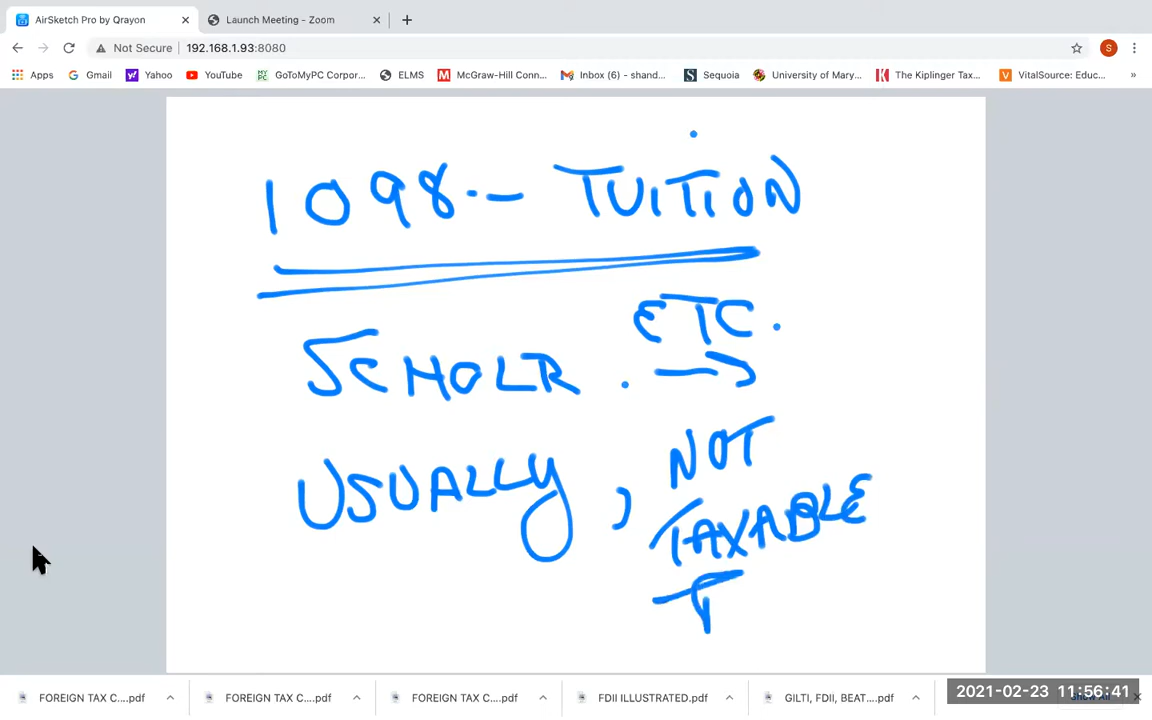 AirSketch Pro by Qrayon
Launch Meeting - Zoom
Not Secure 192.168.1.93:8080
S
Apps Gmail Yahoo YouTube GoToMyPC Corpor... ELMS McGraw-Hill Conn... Inbox (6) - shand... Sequoia University of Mary... The Kiplinger Tax... VitalSource: Educ... »
1098-- TUITION
ETC.
SCHOLR.
USUALLY, NOT
TAXABLE
T
FOREIGN TAX C....pdf FOREIGN TAX C....pdf FOREIGN TAX C....pdf FDII ILLUSTRATED.pdf GILTI, FDII, BEAT....pdf
2021-02-23 11:56:41